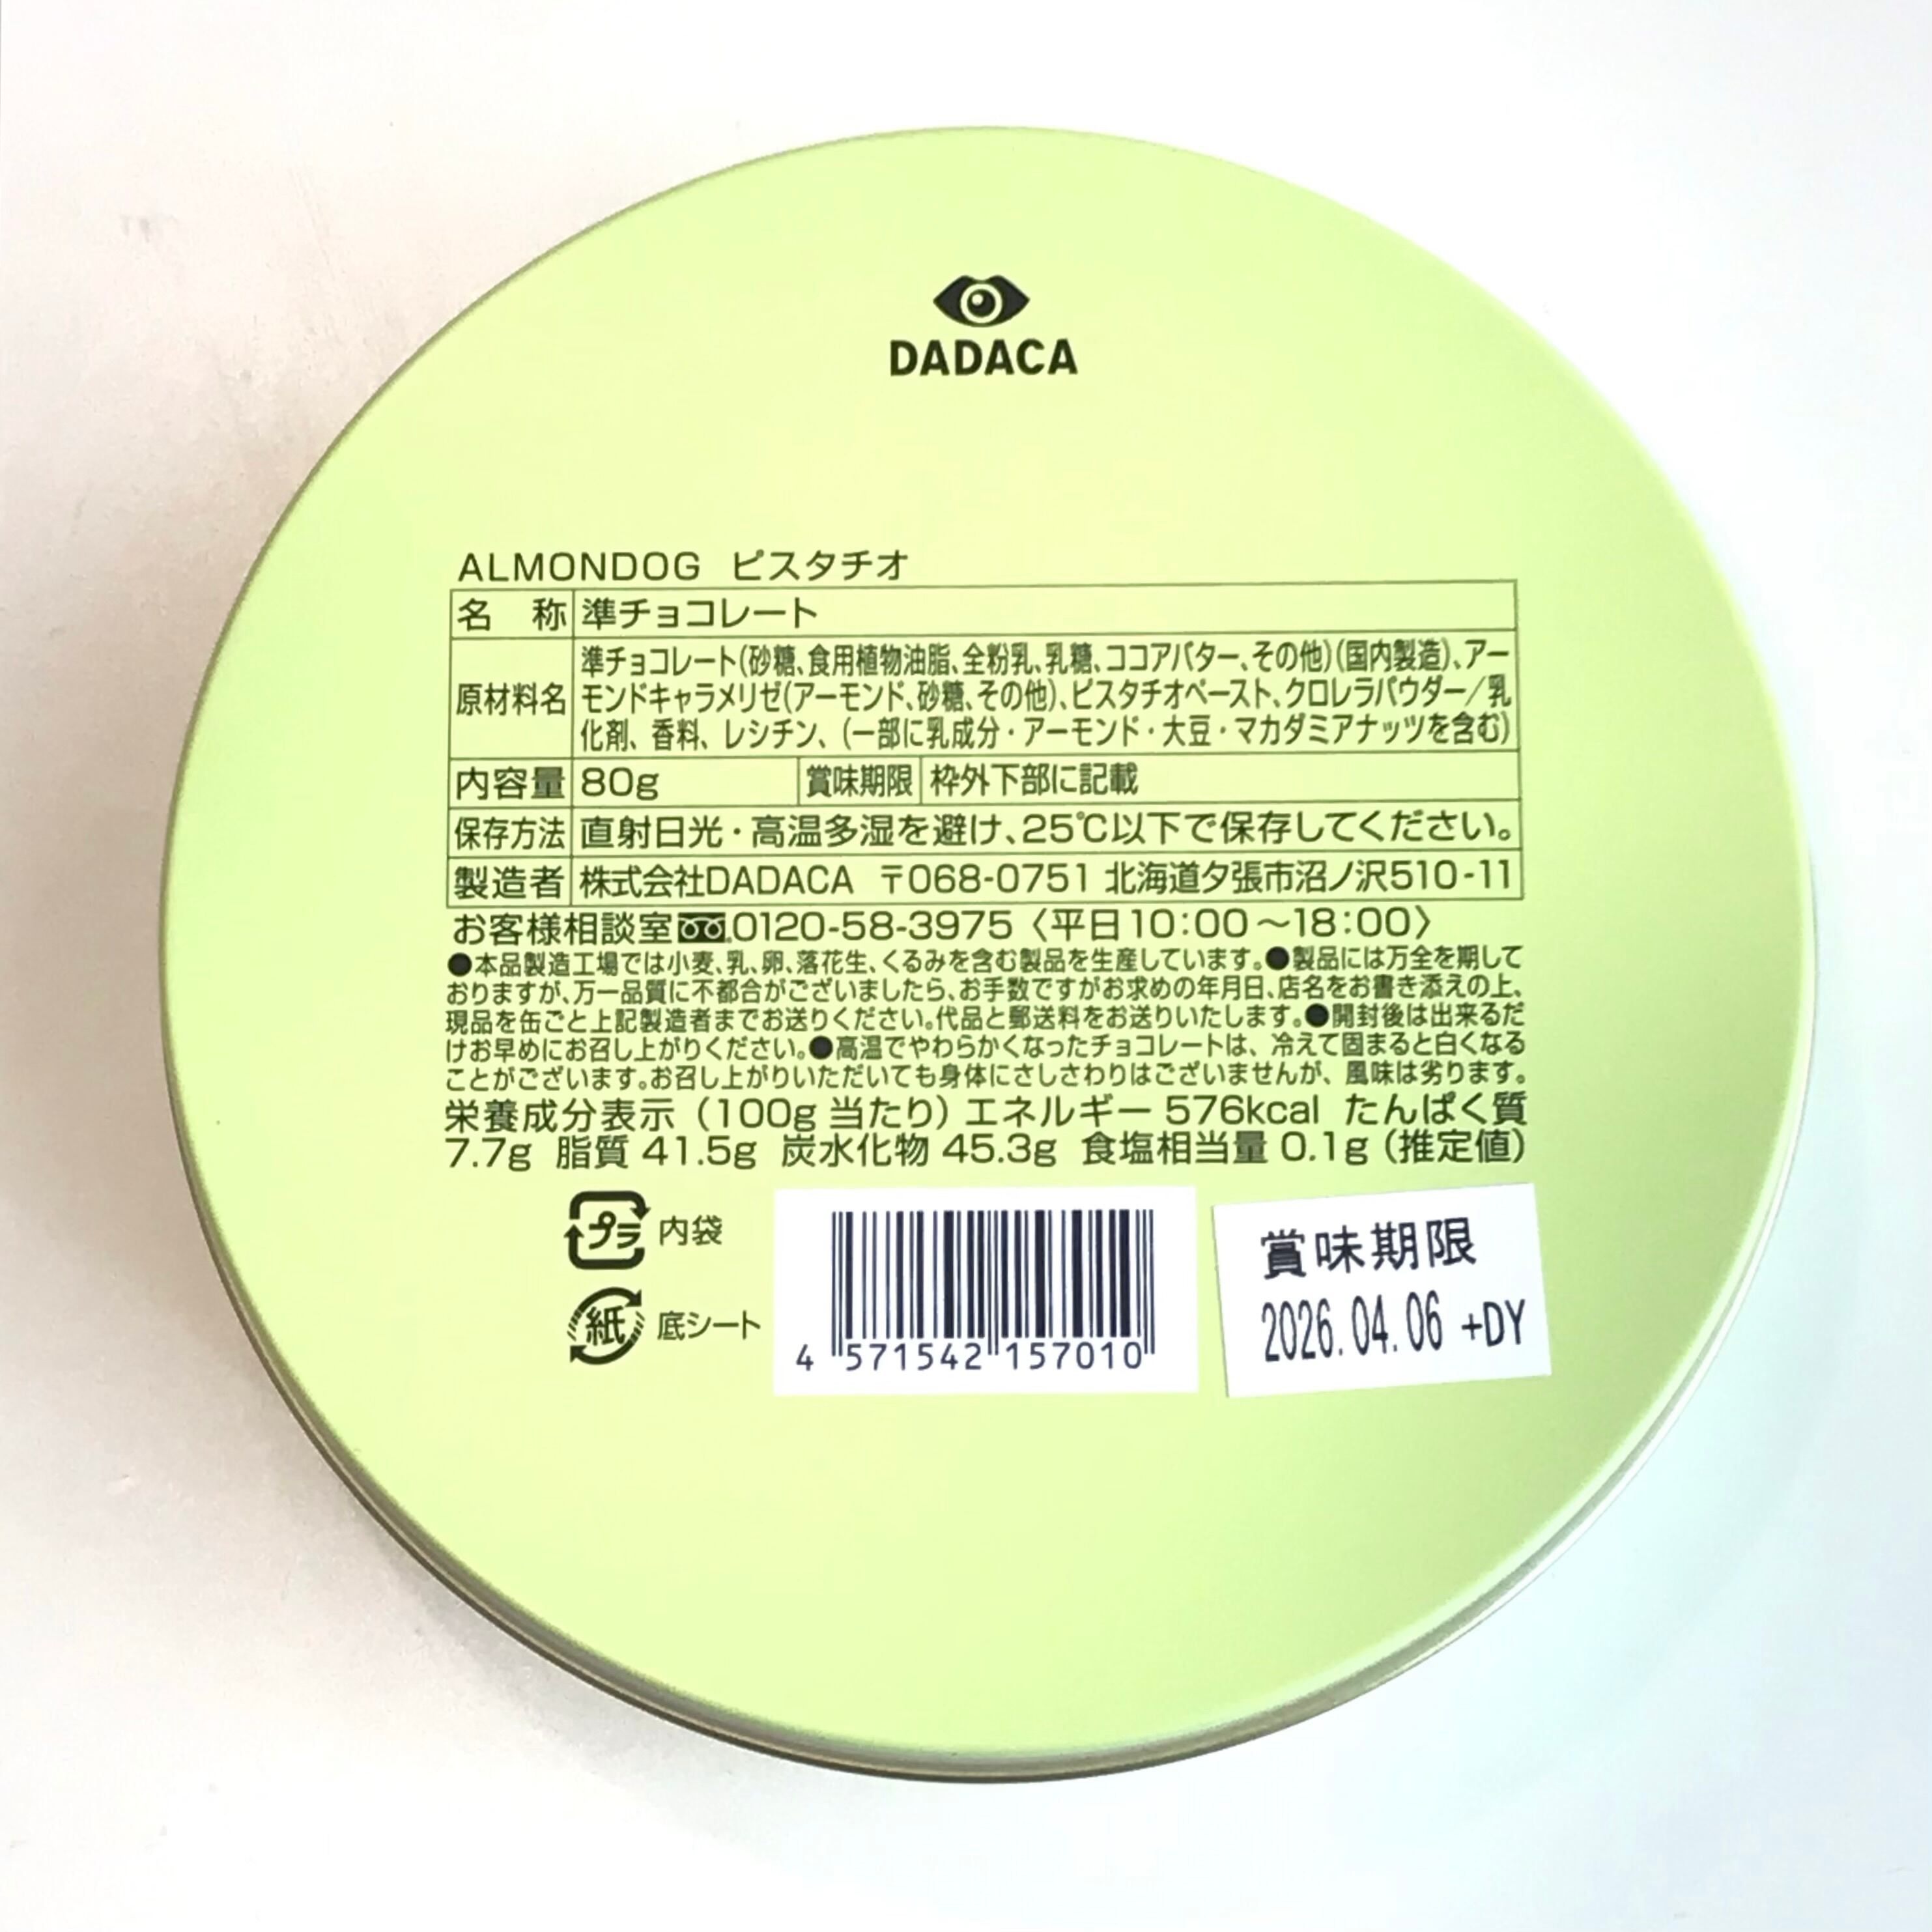 DADACA
ALMONDOG ピスタチオ
名 称 準チョコレート
原材料名 準チョコレート(砂糖、食用植物油脂、全粉乳、乳糖、ココアバター、その他)(国内製造)、アー
モンドキャラメリゼ(アーモンド、砂糖、その他)、ピスタチオペースト、クロレラパウダー/乳
化剤、香料、レシチン、(一部に乳成分・アーモンド・大豆・マカダミアナッツを含む)
内容量 80g 賞味期限 枠外下部に記載
保存方法 直射日光・高温多湿を避け、25℃以下で保存してください。
製造者 株式会社DADACA 〒068-0751 北海道夕張市沼ノ沢510-11
お客様相談室 0120-58-3975〈平日10:00～18:00〉
●本品製造工場では小麦、乳、卵、落花生、くるみを含む製品を生産しています。●製品には万全を期して
おりますが、万一品質に不都合がございましたら、お手数ですがお求めの年月日、店名をお書き添えの上、
現品を缶ごと上記製造者までお送りください。代品と郵送料をお送りいたします。●開封後は出来るだ
けお早めにお召し上がりください。●高温でやわらかくなったチョコレートは、冷えて固まると白くなる
ことがございます。お召し上がりいただいても身体にさしさわりはございませんが、風味は劣ります。
栄養成分表示(100g 当たり)エネルギー 576kcal たんぱく質
7.7g 脂質 41.5g 炭水化物 45.3g 食塩相当量 0.1g(推定値)
プラ 内袋
紙 底シート
4 571542 157010
賞味期限
2026.04.06 +DY